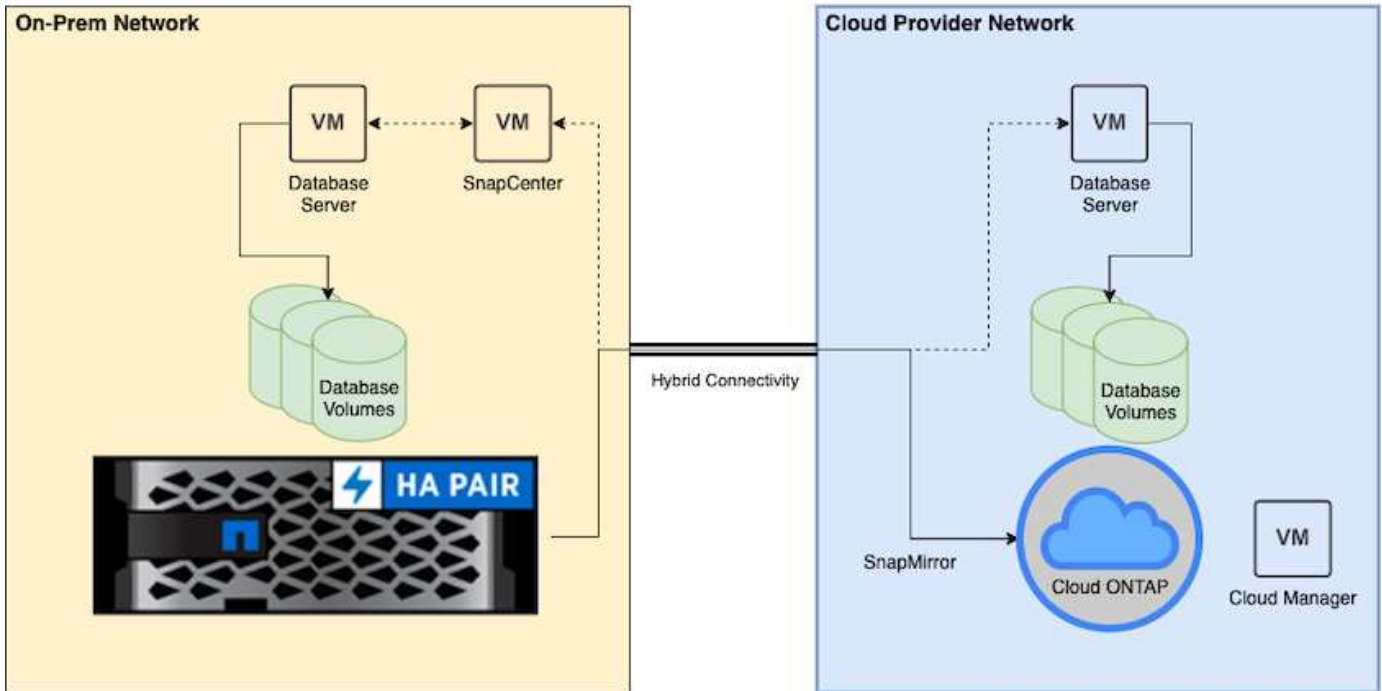 On-Prem Network
VM
Database
Server
VM
SnapCenter
Database
Volumes
HA PAIR
Hybrid Connectivity
Cloud Provider Network
VM
Database
Server
Database
Volumes
SnapMirror
Cloud ONTAP
VM
Cloud Manager